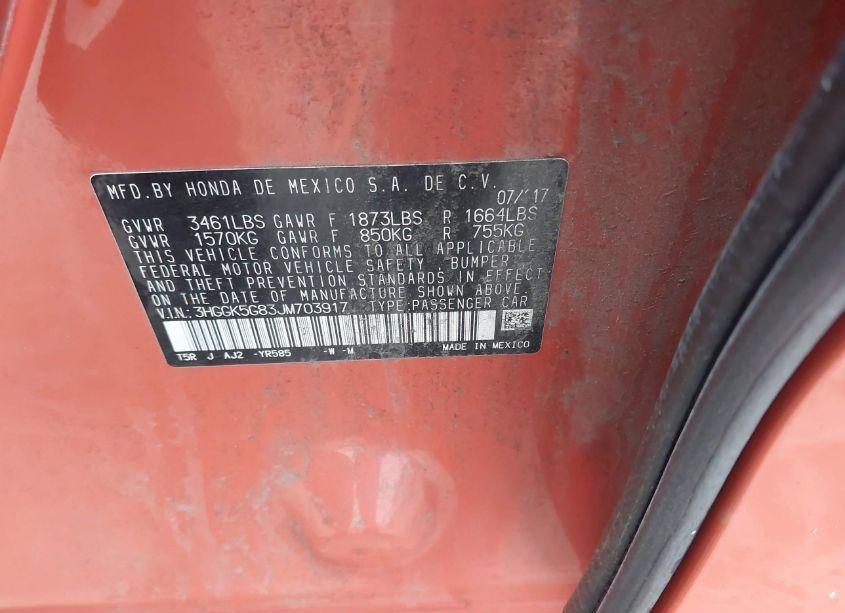 MFD.BY HONDA DE MEXICO S.A. DE C.V.
07/'17
GVWR 3461LBS GAWR F 1873LBS R 1664LBS
GVWR 1570KG GAWR F 850KG R 755KG
THIS VEHICLE CONFORMS TO ALL APPLICABLE
FEDERAL MOTOR VEHICLE SAFETY, BUMPER
AND THEFT PREVENTION STANDARDS IN EFFECT
ON THE DATE OF MANUFACTURE SHOWN ABOVE
VIN:3HGGK5G83JM703917 TYPE:PASSENGER CAR
T5R J AJ2 -YR585 -W -M MADE IN MEXICO